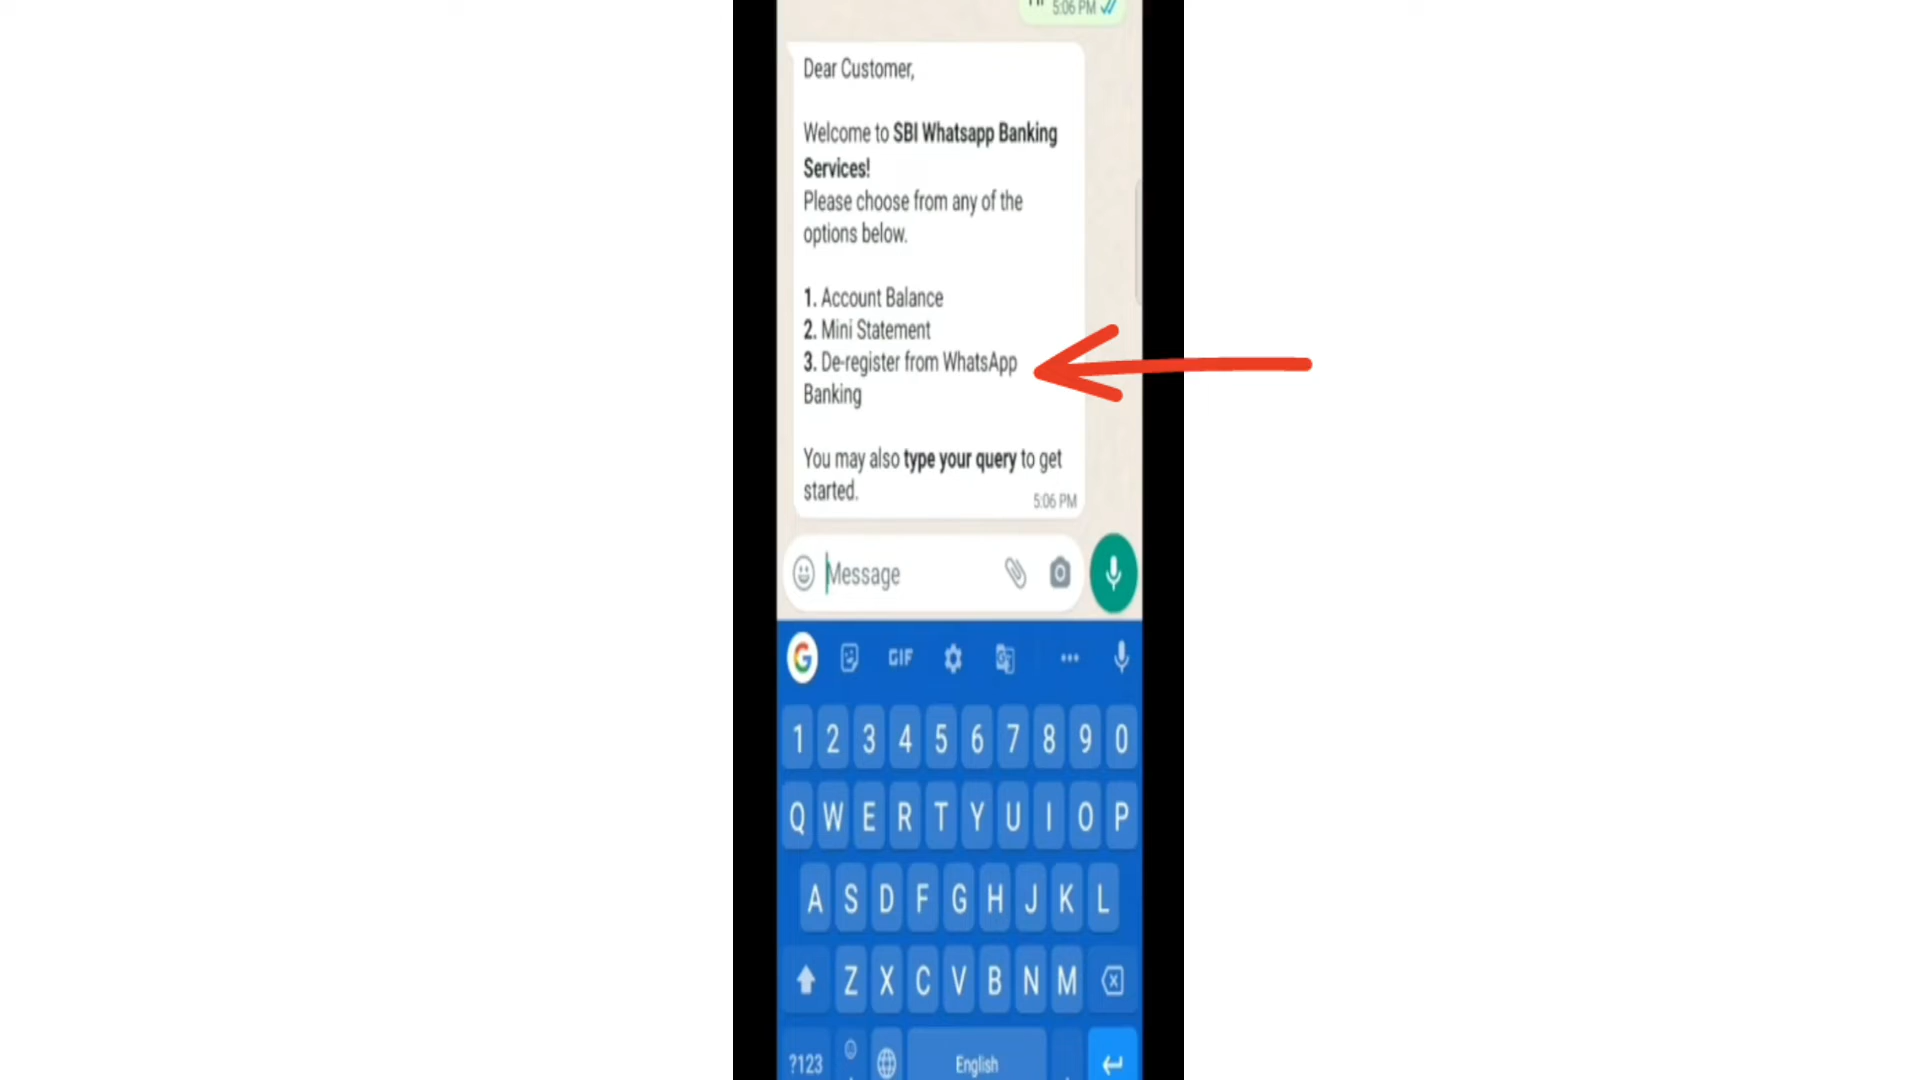 5:06 PM
Dear Customer,
Welcome to SBI Whatsapp Banking
Services!
Please choose from any of the
options below.
1. Account Balance
2. Mini Statement
3. De-register from WhatsApp
Banking
You may also type your query to get
started.
5:06 PM
Message
G GIF
1 2 3 4 5 6 7 8 9 0
Q W E R T Y U I O P
A S D F G H J K L
Z X C V B N M
?123 English